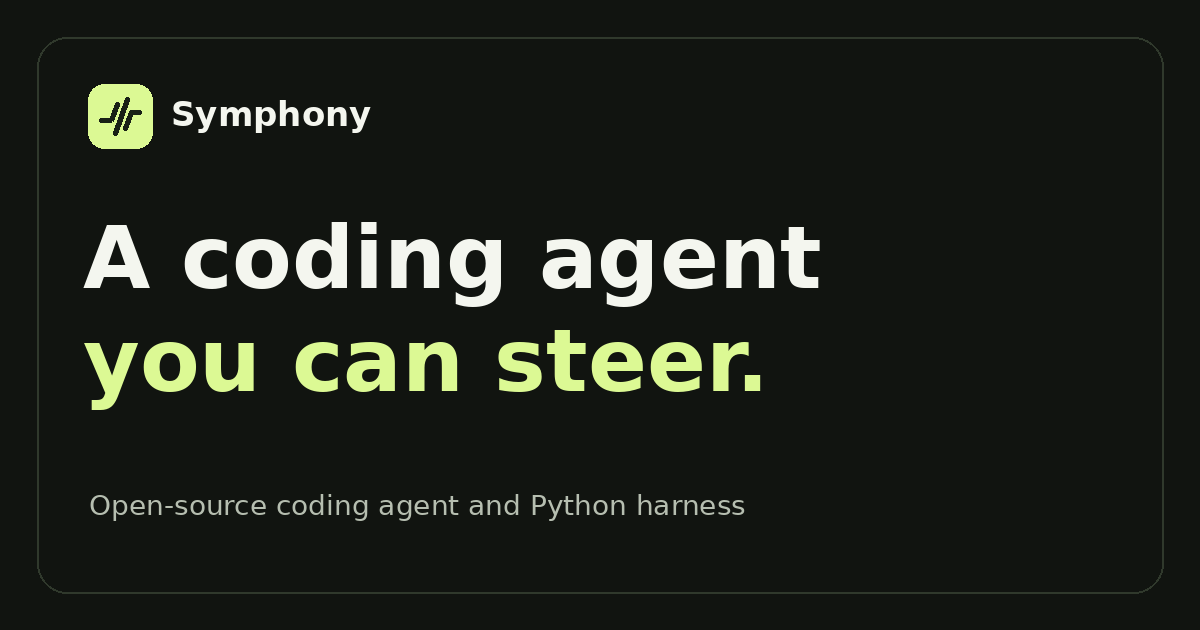 Symphony
A coding agent
you can steer.
Open-source coding agent and Python harness